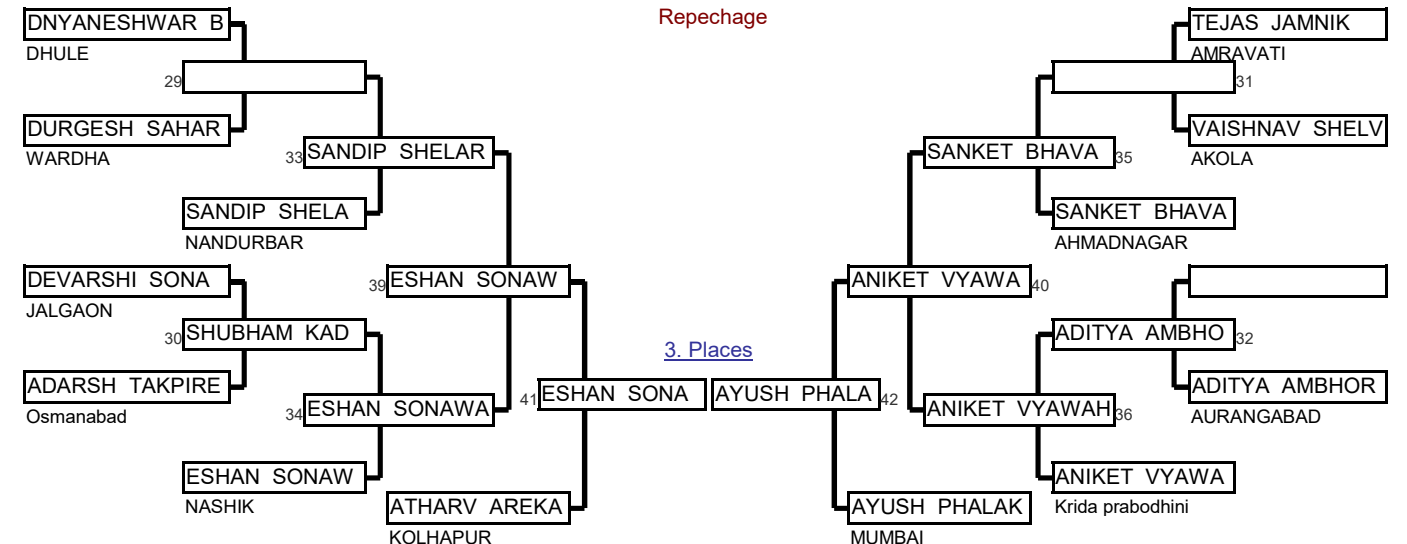 Repechage
DNYANESHWAR B
DHULE
29
DURGESH SAHAR
WARDHA
33 SANDIP SHELAR
SANDIP SHELA
NANDURBAR
DEVARSHI SONA
JALGAON
39 ESHAN SONAW
30 SHUBHAM KAD
ADARSH TAKPIRE
Osmanabad
34 ESHAN SONAWA
ESHAN SONAW
NASHIK
ATHARV AREKA
KOLHAPUR
3. Places
41 ESHAN SONA
AYUSH PHALA 42
TEJAS JAMNIK
AMRAVATI
31
VAISHNAV SHELV
AKOLA
SANKET BHAVA 35
SANKET BHAVA
AHMADNAGAR
ANIKET VYAWA 40
ADITYA AMBHO 32
ADITYA AMBHOR
AURANGABAD
ANIKET VYAWAH 36
ANIKET VYAWA
Krida prabodhini
AYUSH PHALAK
MUMBAI